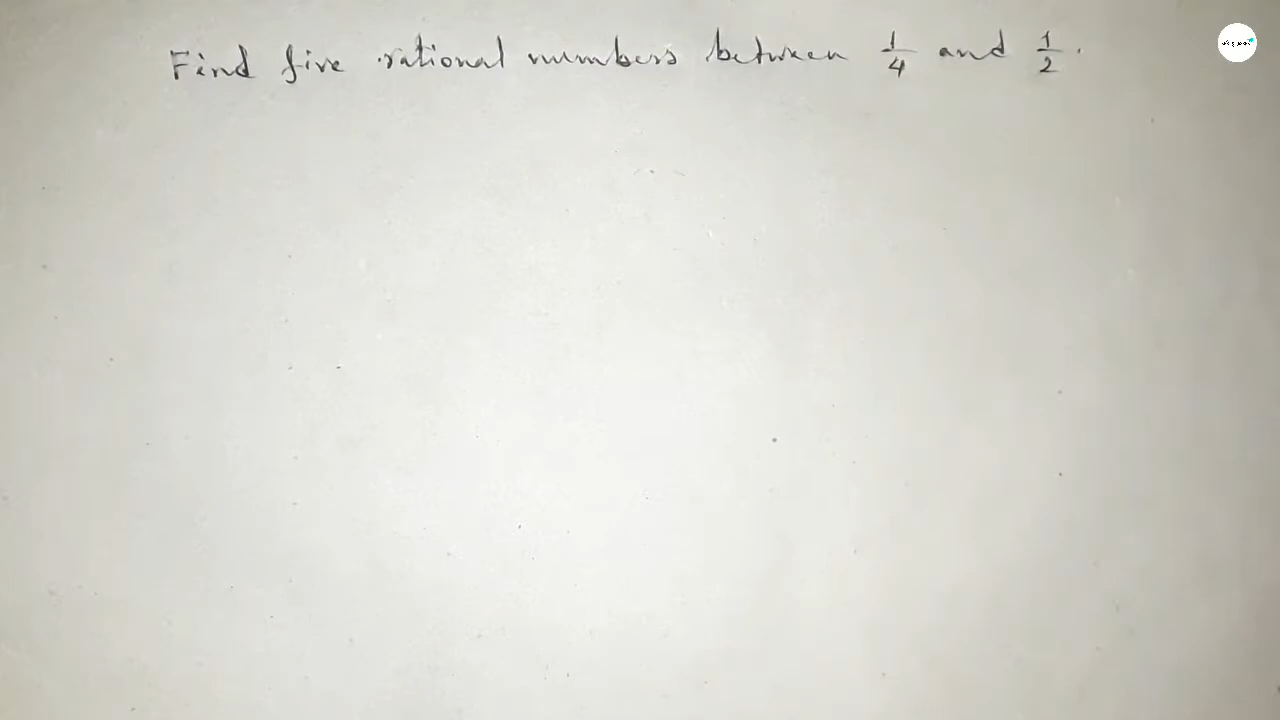 Find five rational numbers between 1/4 and 1/2.